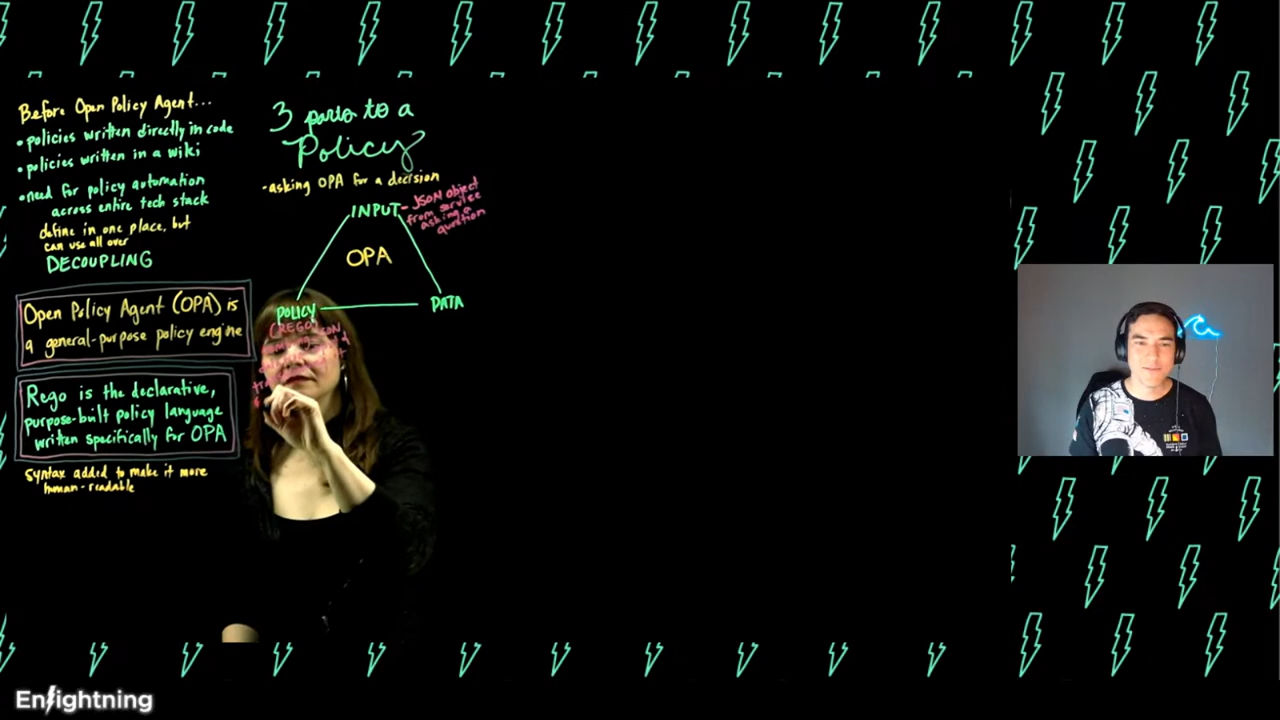 Before Open Policy Agent...
• policies written directly in code
• policies written in a wiki
• need for policy automation
across entire tech stack
define in one place, but
can use all over
DECOUPLING
Open Policy Agent (OPA) is
a general-purpose policy engine
Rego is the declarative,
purpose-built policy language
written specifically for OPA
Syntax added to make it more
human-readable
3 parts to a
Policy
- asking OPA for a decision
INPUT - JSON object
from service
asking a
question
OPA
POLICY
DATA
(REGO)
Enlightning